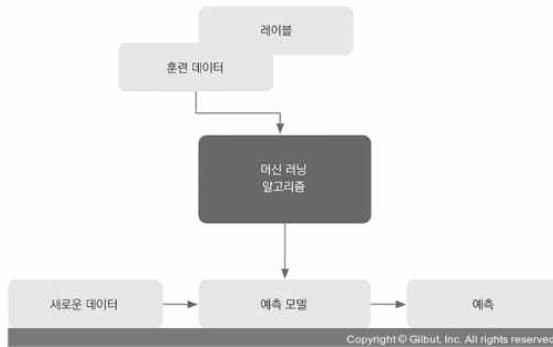 레이블
훈련 데이터
머신 러닝
알고리즘
새로운 데이터
예측 모델
예측
Copyright © Gilbut, Inc. All rights reserved